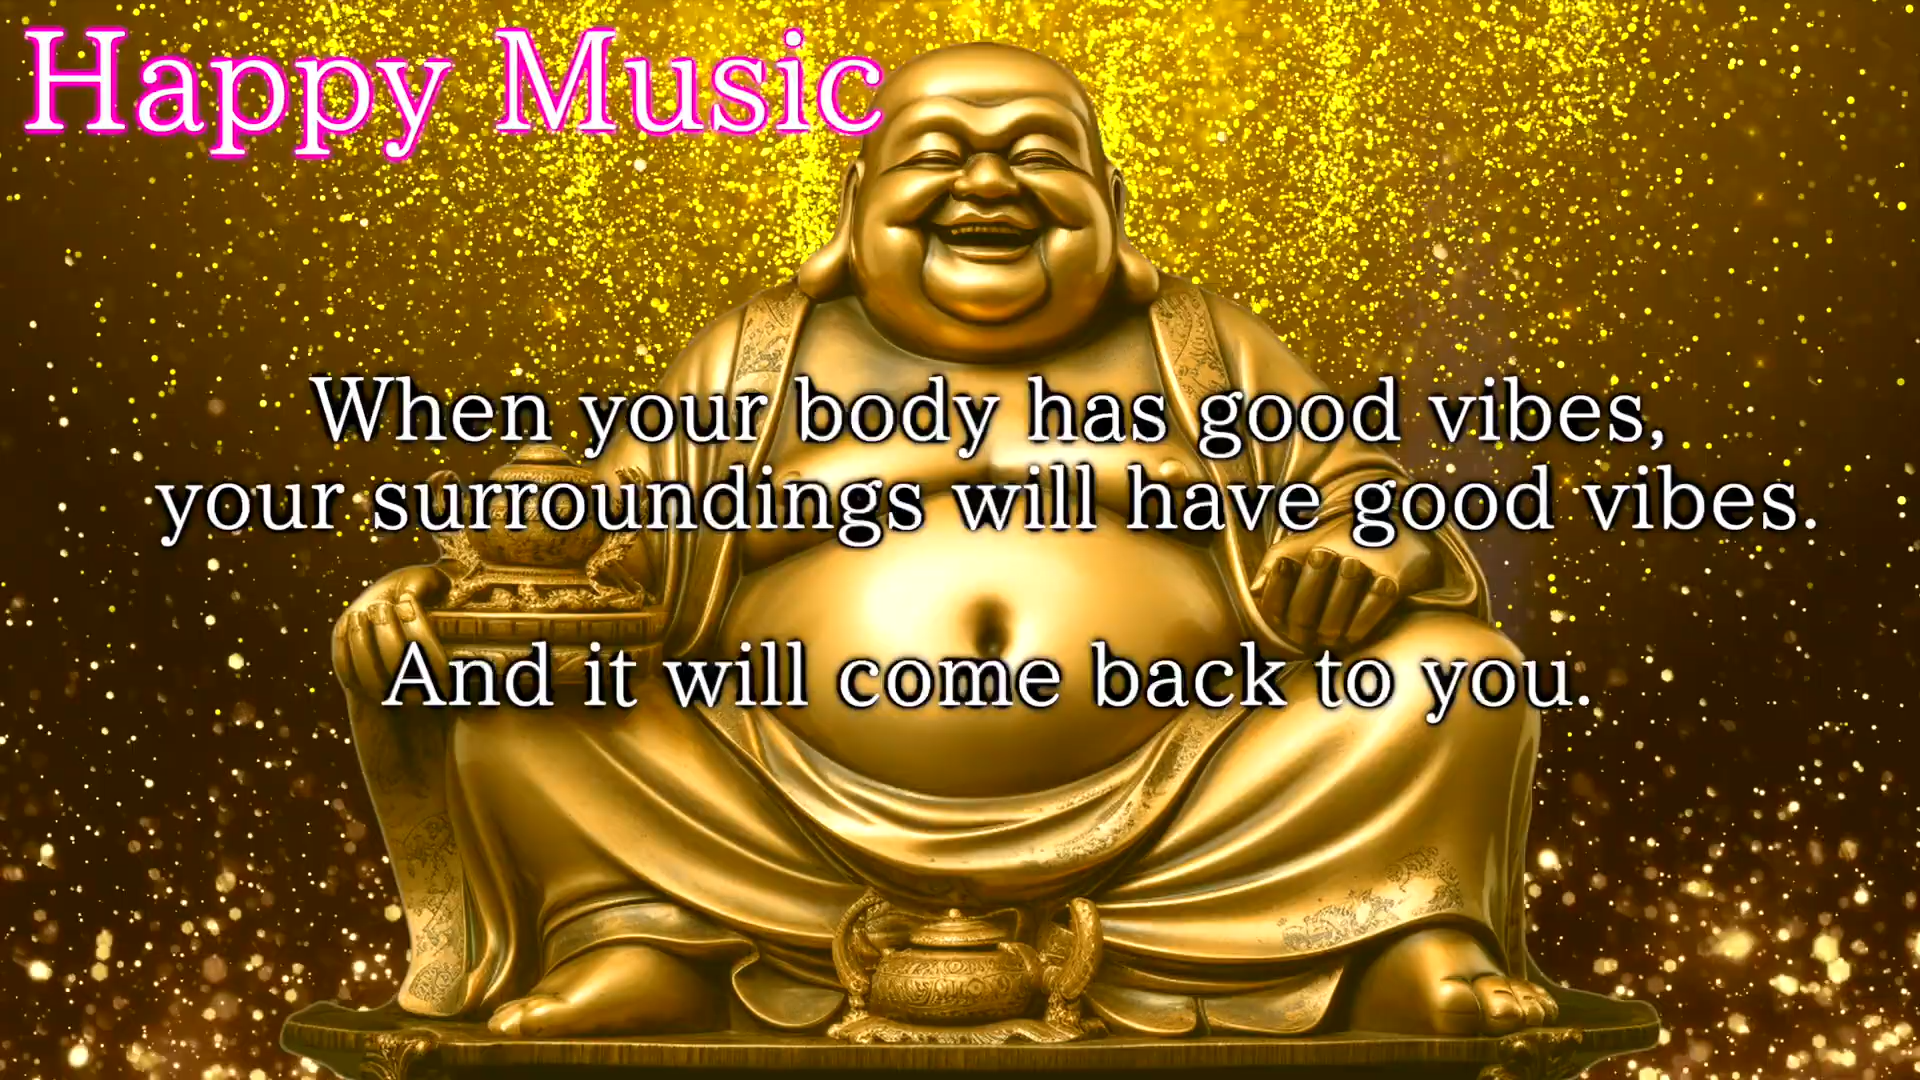 Happy Music
When your body has good vibes,
your surroundings will have good vibes.
And it will come back to you.